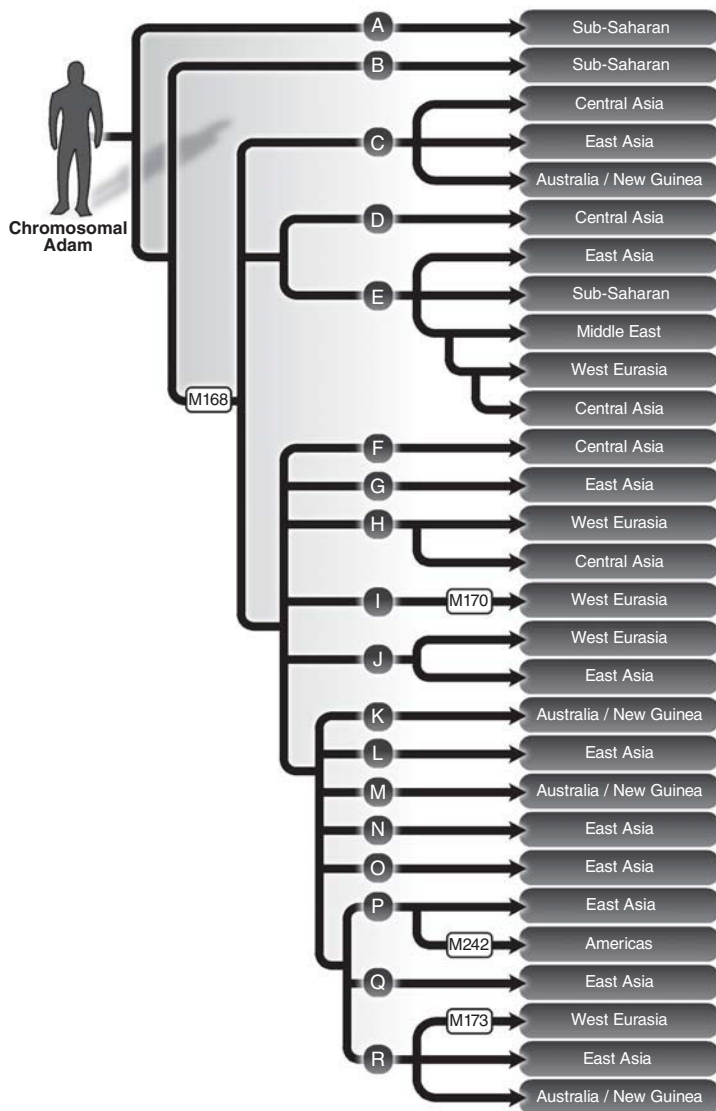 A
Sub-Saharan
B
Sub-Saharan
Central Asia
C
East Asia
Australia / New Guinea
Chromosomal
Adam
D
Central Asia
East Asia
E
Sub-Saharan
Middle East
West Eurasia
M168
Central Asia
F
Central Asia
G
East Asia
H
West Eurasia
Central Asia
I
M170
West Eurasia
West Eurasia
J
East Asia
K
Australia / New Guinea
L
East Asia
M
Australia / New Guinea
N
East Asia
O
East Asia
P
East Asia
M242
Americas
Q
East Asia
M173
West Eurasia
R
East Asia
Australia / New Guinea